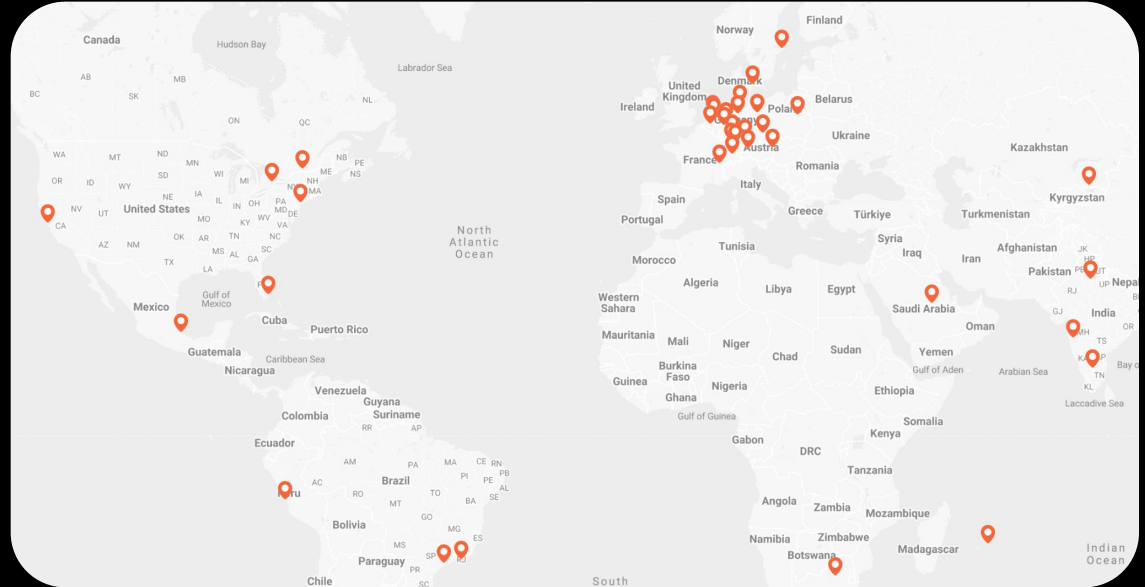 Canada
Hudson Bay
Labrador Sea
AB
MB
BC
SK
NL
ON
QC
WA
MT
ND
MN
NB
PE
OR
ID
WY
SD
WI
MI
NH
ME
NS
NV
UT
NE
IA
IL
IN
OH
PA
MA
United States
MD
DE
CA
MO
KY
WV
VA
AZ
NM
OK
AR
TN
NC
MS
AL
SC
TX
LA
GA
North
Atlantic
Ocean
Mexico
Gulf of
Mexico
Cuba
Puerto Rico
Guatemala
Caribbean Sea
Nicaragua
Venezuela
Guyana
Colombia
Suriname
RR
AP
Ecuador
AM
PA
MA
CE
RN
PB
AC
Brazil
PI
PE
AL
RO
TO
SE
MT
BA
GO
Bolivia
MG
ES
MS
SP
Paraguay
PR
Chile
SC
South
Norway
Finland
Denmark
United
Kingdom
Ireland
Belarus
Ukraine
France
Austria
Romania
Kazakhstan
Spain
Italy
Kyrgyzstan
Portugal
Greece
Türkiye
Turkmenistan
Tunisia
Syria
Morocco
Iraq
Iran
Afghanistan
JK
HP
Pakistan
Algeria
Libya
Egypt
RJ
UP
Western
Sahara
Saudi Arabia
GJ
India
Mauritania
Mali
Niger
Chad
Sudan
Oman
MH
OR
TS
Yemen
Burkina
Faso
Gulf of Aden
Arabian Sea
TN
Guinea
Nigeria
Ethiopia
KL
Ghana
Laccadive Sea
Gulf of Guinea
Somalia
Gabon
DRC
Kenya
Tanzania
Angola
Zambia
Mozambique
Namibia
Zimbabwe
Botswana
Madagascar
Indian
Ocean